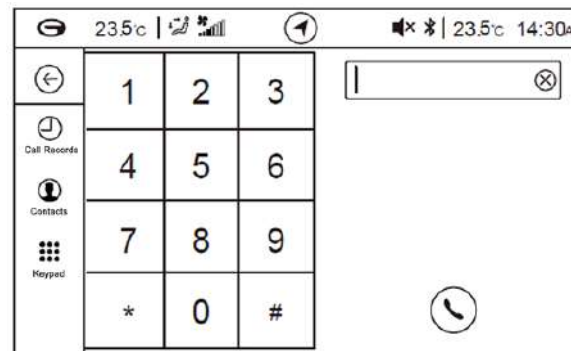 23.5℃ 23.5℃ 14:30A
1 2 3
Call Records
4 5 6
Contacts
7 8 9
Keypad
* 0 #